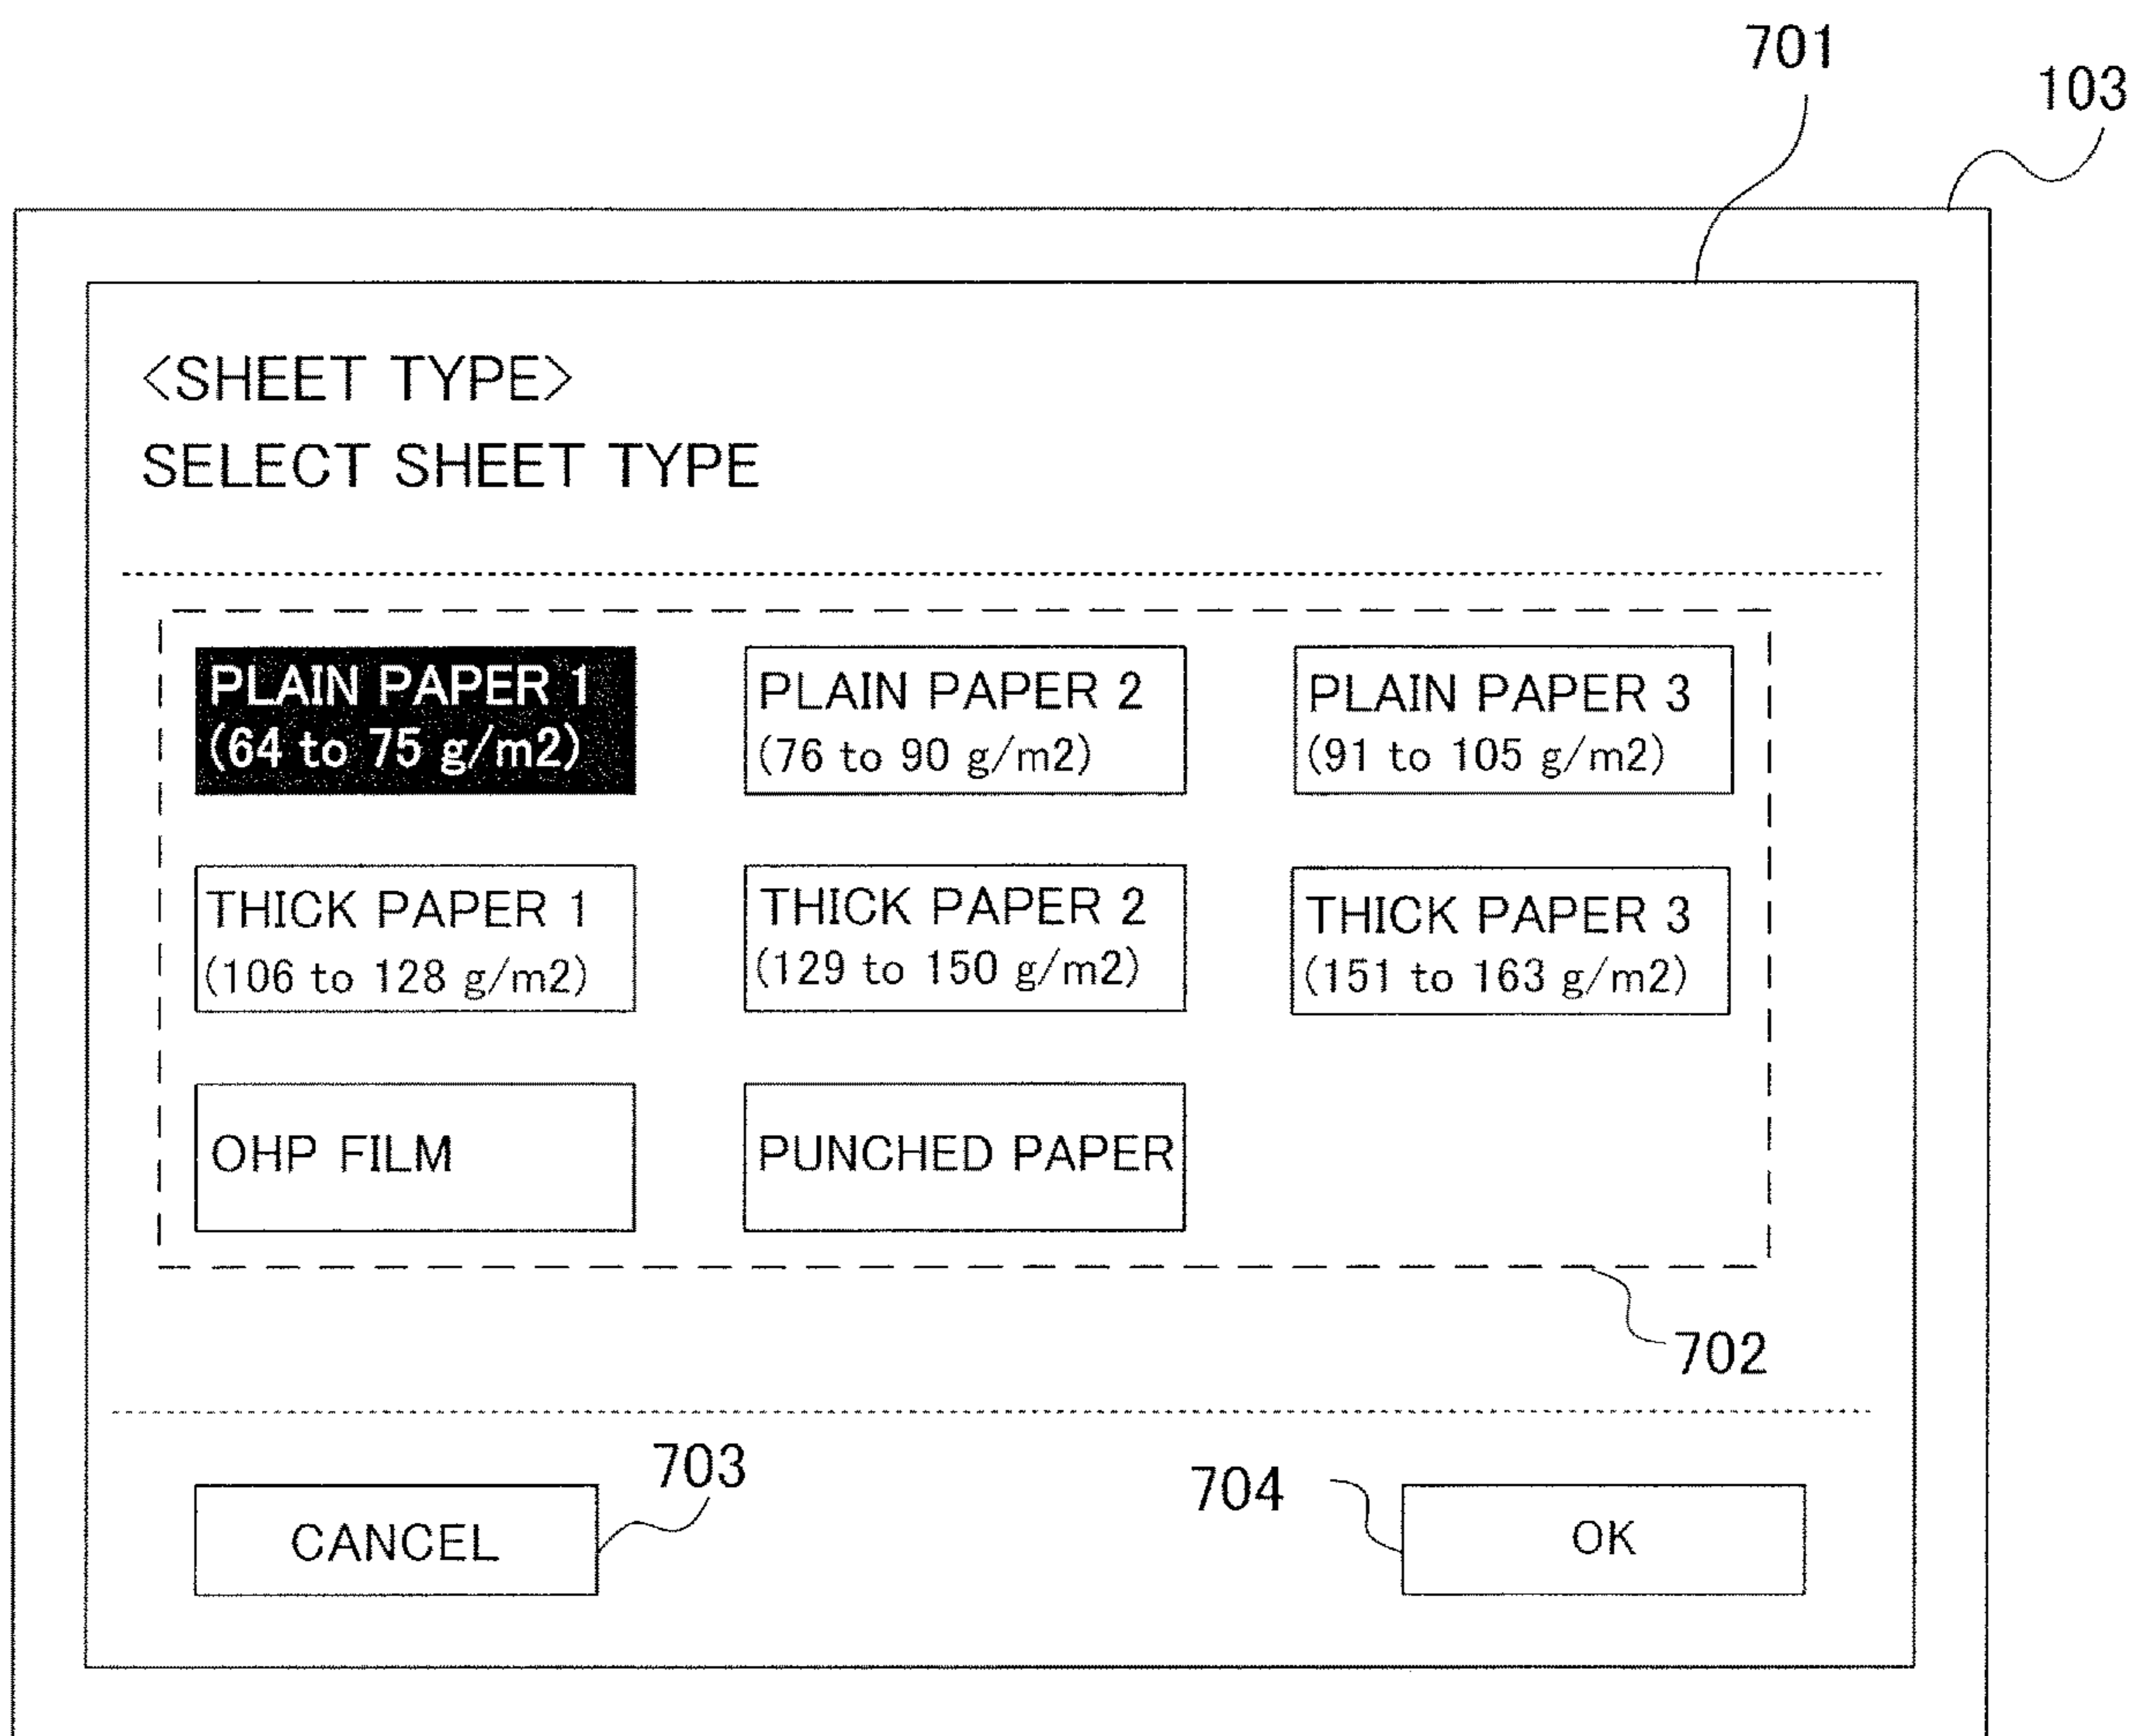 701
103
<SHEET TYPE>
SELECT SHEET TYPE
PLAIN PAPER 1
(64 to 75 g/m2)
PLAIN PAPER 2
(76 to 90 g/m2)
PLAIN PAPER 3
(91 to 105 g/m2)
THICK PAPER 1
(106 to 128 g/m2)
THICK PAPER 2
(129 to 150 g/m2)
THICK PAPER 3
(151 to 163 g/m2)
OHP FILM
PUNCHED PAPER
702
703
704
CANCEL
OK